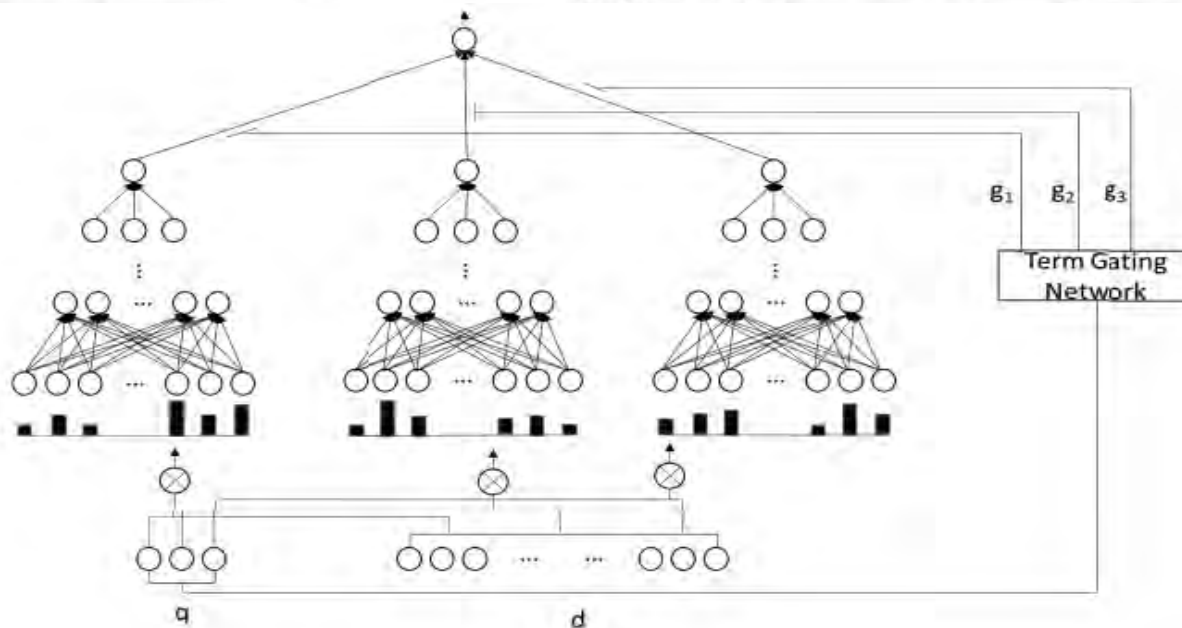 g₁ g₂ g₃
Term Gating
Network
q
d